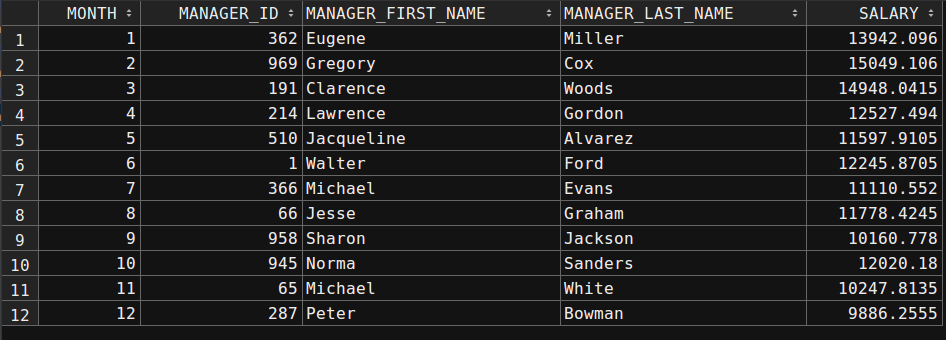 MONTH MANAGER_ID MANAGER_FIRST_NAME MANAGER_LAST_NAME SALARY
1 1 362 Eugene Miller 13942.096
2 2 969 Gregory Cox 15049.106
3 3 191 Clarence Woods 14948.0415
4 4 214 Lawrence Gordon 12527.494
5 5 510 Jacqueline Alvarez 11597.9105
6 6 1 Walter Ford 12245.8705
7 7 366 Michael Evans 11110.552
8 8 66 Jesse Graham 11778.4245
9 9 958 Sharon Jackson 10160.778
10 10 945 Norma Sanders 12020.18
11 11 65 Michael White 10247.8135
12 12 287 Peter Bowman 9886.2555